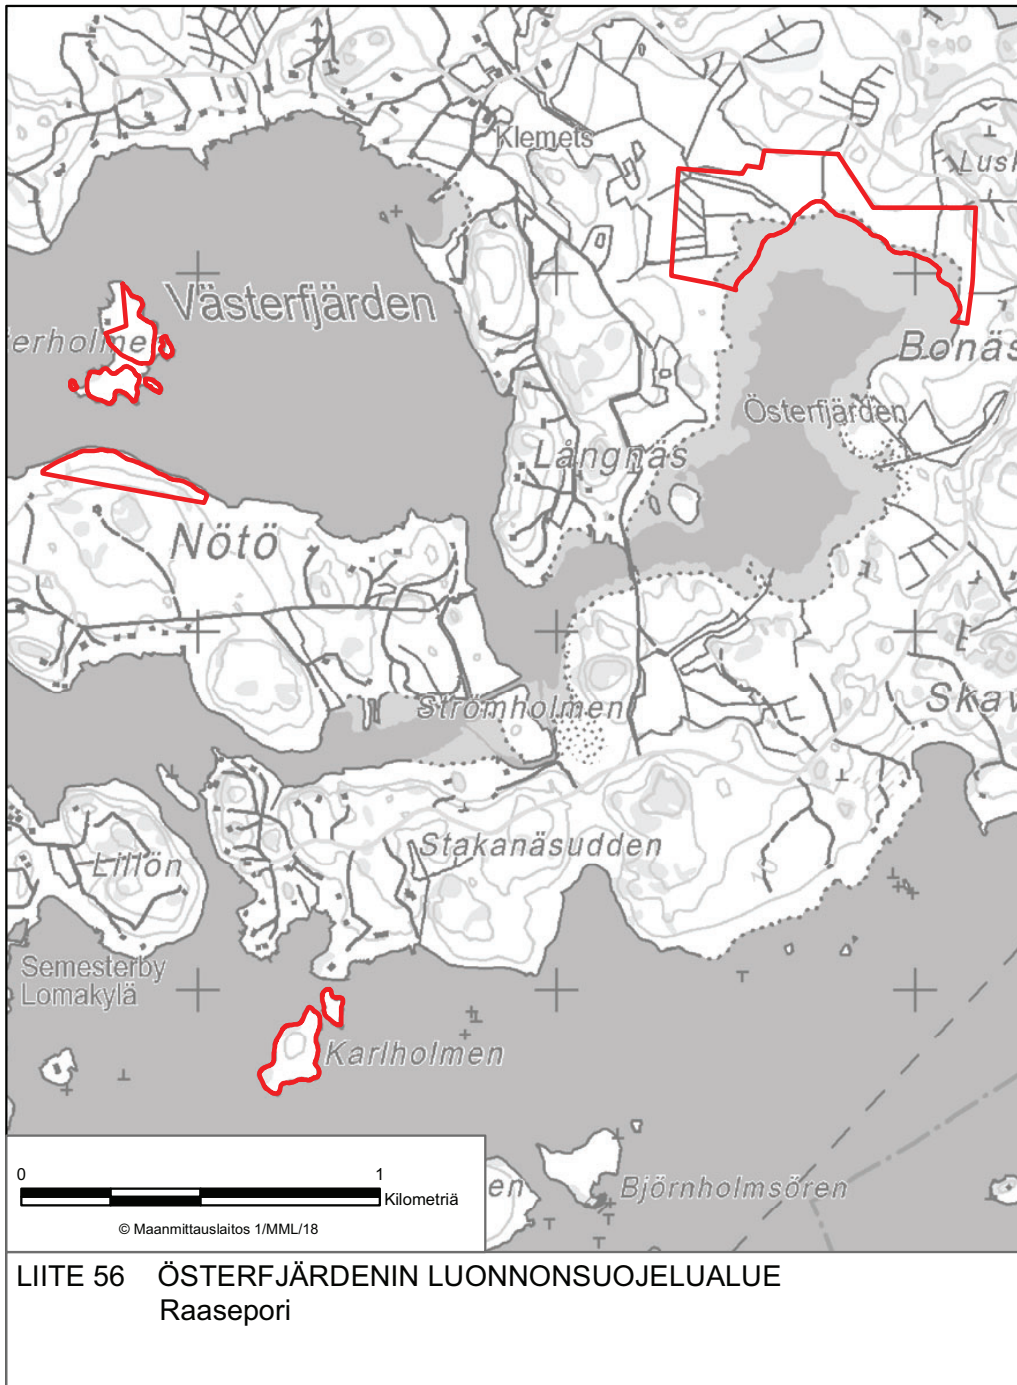 Klemets
Lusk
Västerfjärden
erholmen
Bonäs
Österfjärden
Långnäs
Nötö
Strömholmen
Skav
Stakanäsudden
Lillön
Semesterby
Lomakylä
Karlholmen
en
Björnholmsören
0 1
Kilometriä
© Maanmittauslaitos 1/MML/18
LIITE 56 ÖSTERFJÄRDENIN LUONNONSUOJELUALUE
Raasepori